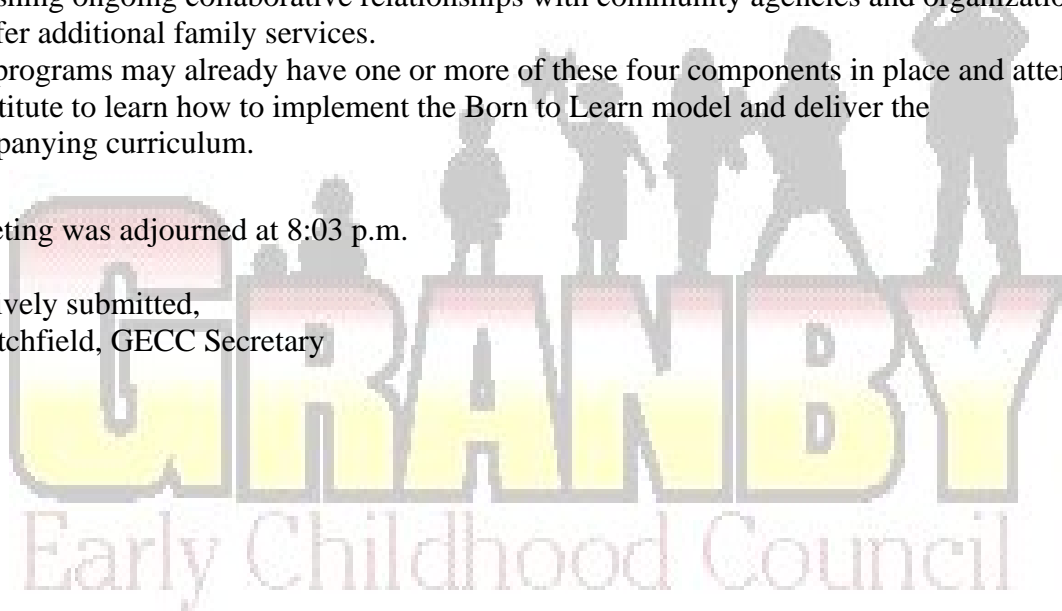 shing ongoing collaborative relationships with community agencies and organizatio
fer additional family services.
programs may already have one or more of these four components in place and atte
titute to learn how to implement the Born to Learn model and deliver the
panying curriculum.
eting was adjourned at 8:03 p.m.
ively submitted,
tchfield, GECC Secretary
GRANBY
Early Childhood Council